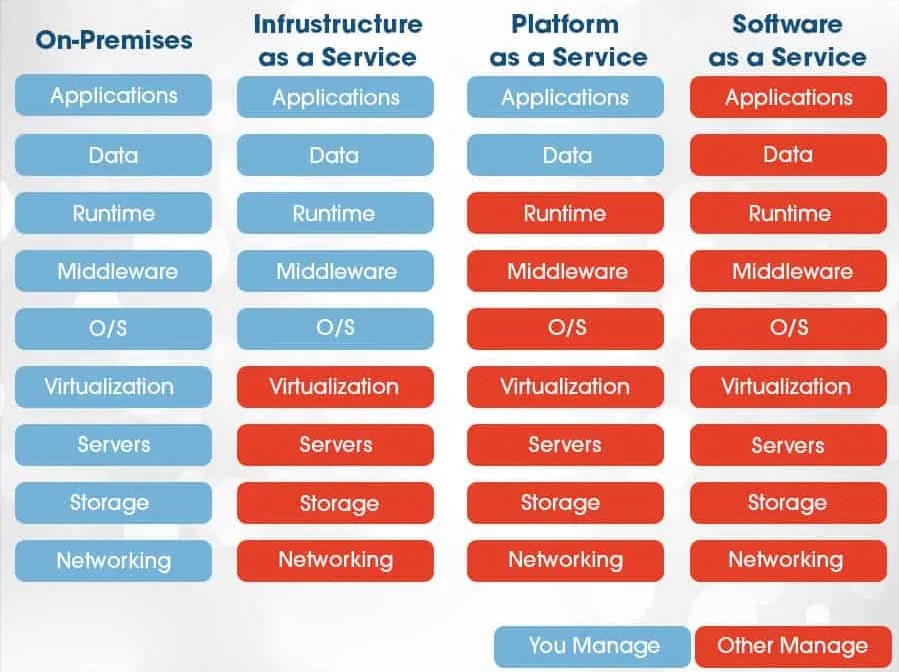 On-Premises
Infrustructure
as a Service
Platform
as a Service
Software
as a Service
Applications
Applications
Applications
Applications
Data
Data
Data
Data
Runtime
Runtime
Runtime
Runtime
Middleware
Middleware
Middleware
Middleware
O/S
O/S
O/S
O/S
Virtualization
Virtualization
Virtualization
Virtualization
Servers
Servers
Servers
Servers
Storage
Storage
Storage
Storage
Networking
Networking
Networking
Networking
You Manage
Other Manage